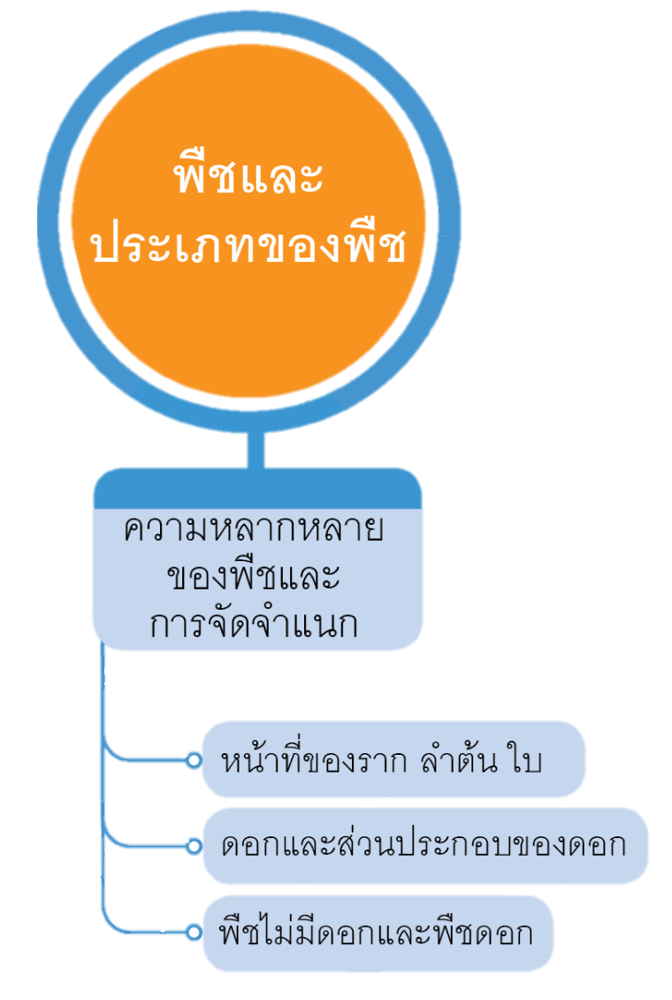 พืชและ
ประเภทของพืช
ความหลากหลาย
ของพืชและ
การจัดจำแนก
หน้าที่ของราก ลำต้น ใบ
ดอกและส่วนประกอบของดอก
พืชไม่มีดอกและพืชดอก